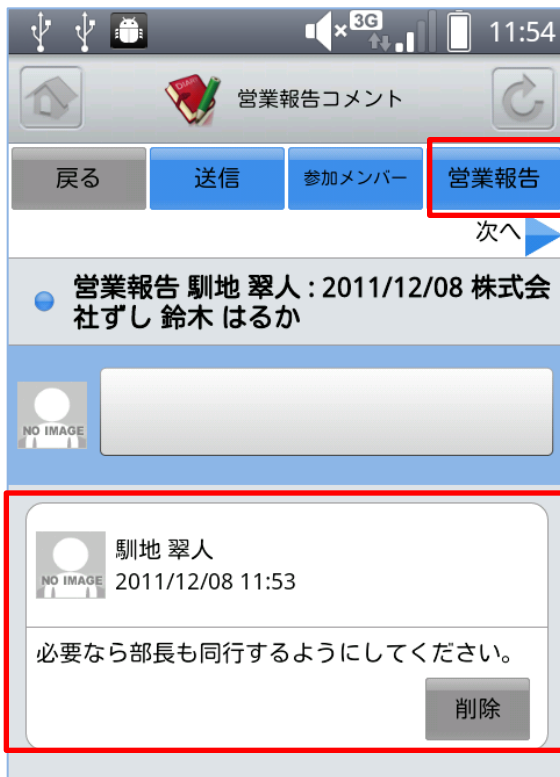 3G 11:54
営業報告コメント
戻る 送信 参加メンバー 営業報告
次へ
営業報告 馴地 翠人 : 2011/12/08 株式会
社ずし 鈴木 はるか
NO IMAGE
馴地 翠人
NO IMAGE 2011/12/08 11:53
必要なら部長も同行するようにしてください。
削除